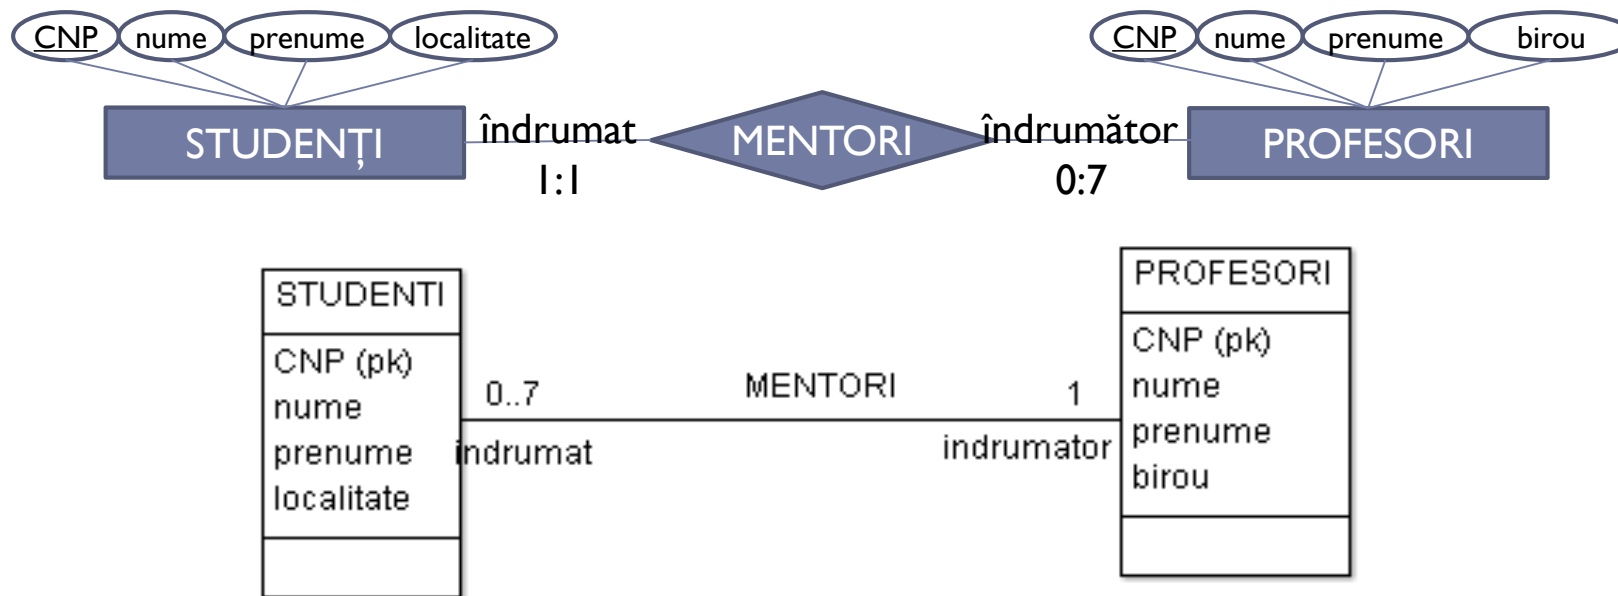 CNP nume prenume localitate
CNP nume prenume birou
STUDENȚI
îndrumat
1:1
MENTORI
îndrumător
0:7
PROFESORI
STUDENTI
CNP (pk)
nume
prenume
localitate
0..7
indrumat
MENTORI
1
indrumator
PROFESORI
CNP (pk)
nume
prenume
birou